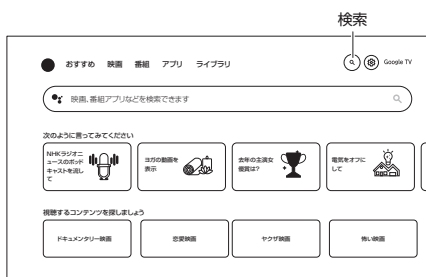 検索
おすすめ 映画 番組 アプリ ライブラリ Google TV
映画、番組アプリなどを検索できます
次のように言ってみてください
NHKラジオニ
ュースのポッド
キャストを流し
て
ヨガの動画を
表示
去年の主演女
優賞は?
電気をオフに
して
視聴するコンテンツを探しましょう
ドキュメンタリー映画
恋愛映画
ヤクザ映画
怖い映画